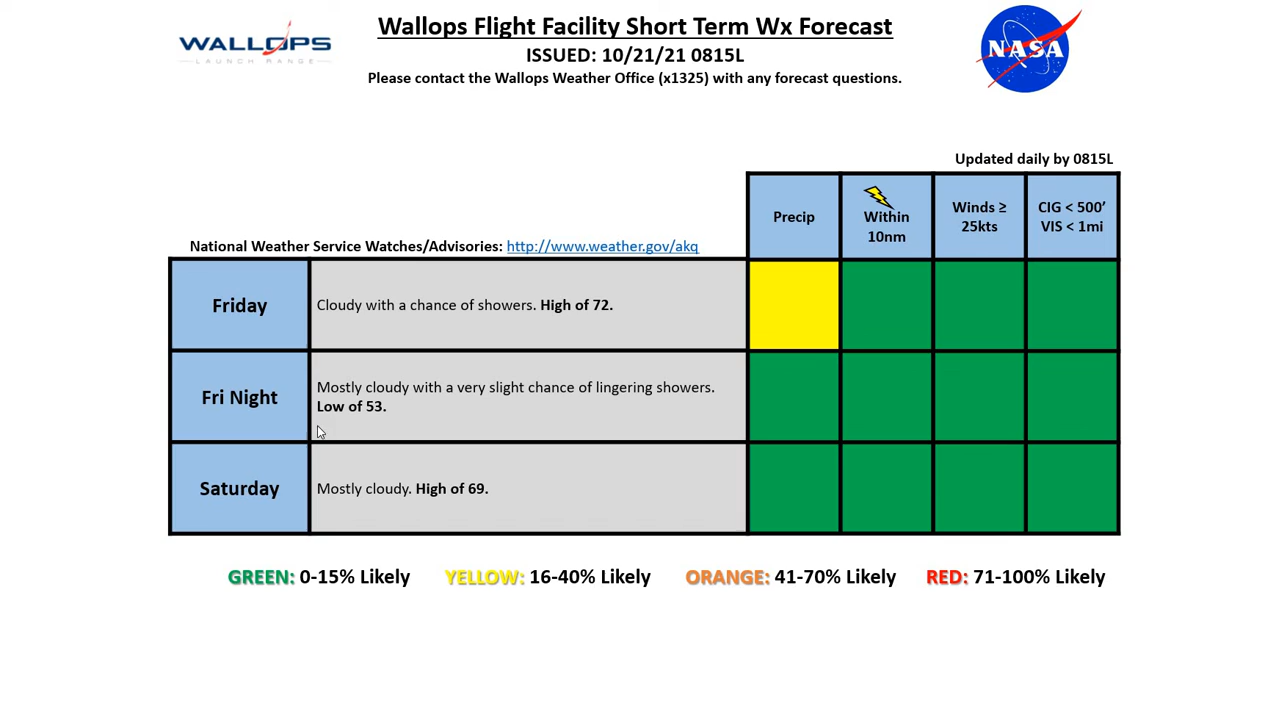 WALLOPS
LAUNCH RANGE
Wallops Flight Facility Short Term Wx Forecast
ISSUED: 10/21/21 0815L
Please contact the Wallops Weather Office (x1325) with any forecast questions.
NASA
Updated daily by 0815L
National Weather Service Watches/Advisories: http://www.weather.gov/akq
Precip
Within
10nm
Winds ≥
25kts
CIG < 500’
VIS < 1mi
Friday
Cloudy with a chance of showers. High of 72.
Fri Night
Mostly cloudy with a very slight chance of lingering showers.
Low of 53.
Saturday
Mostly cloudy. High of 69.
GREEN: 0-15% Likely
YELLOW: 16-40% Likely
ORANGE: 41-70% Likely
RED: 71-100% Likely